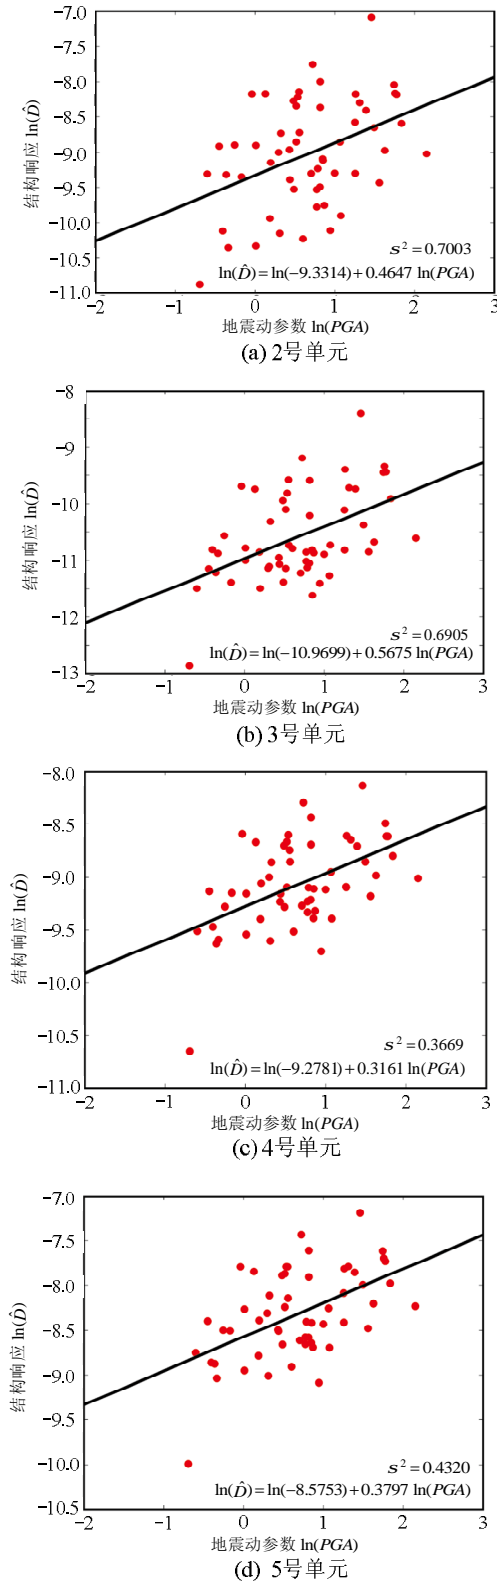 −7.0
−7.5
−8.0
−8.5
−9.0
−9.5
−10.0
−10.5
−11.0
结构响应 ln(D̂)
s² = 0.7003
ln(D̂) = ln(−9.3314) + 0.4647 ln(PGA)
−2 −1 0 1 2 3
地震动参数 ln(PGA)
(a) 2号单元
−8
−9
−10
−11
−12
−13
结构响应 ln(D̂)
s² = 0.6905
ln(D̂) = ln(−10.9699) + 0.5675 ln(PGA)
−2 −1 0 1 2 3
地震动参数 ln(PGA)
(b) 3号单元
−8.0
−8.5
−9.0
−9.5
−10.0
−10.5
−11.0
结构响应 ln(D̂)
s² = 0.3669
ln(D̂) = ln(−9.2781) + 0.3161 ln(PGA)
−2 −1 0 1 2 3
地震动参数 ln(PGA)
(c) 4号单元
−7.0
−7.5
−8.0
−8.5
−9.0
−9.5
−10.0
−10.5
结构响应 ln(D̂)
s² = 0.4320
ln(D̂) = ln(−8.5753) + 0.3797 ln(PGA)
−2 −1 0 1 2 3
地震动参数 ln(PGA)
(d) 5号单元